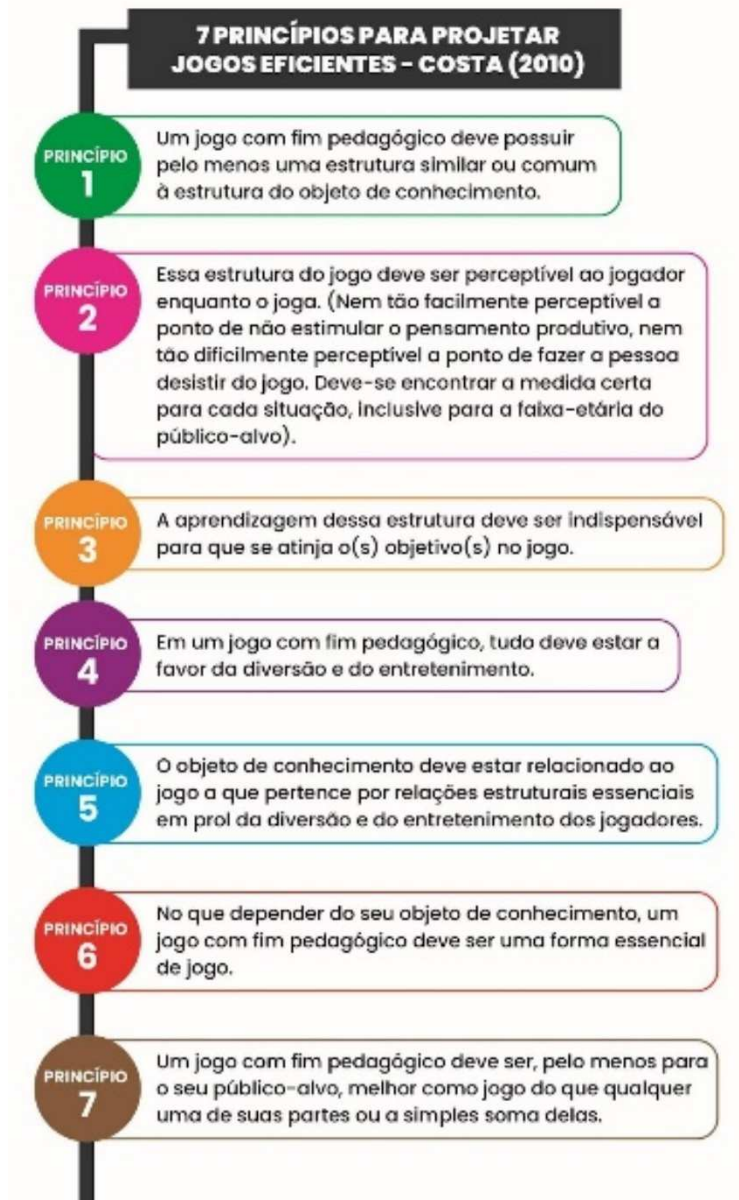 7 PRINCÍPIOS PARA PROJETAR
JOGOS EFICIENTES - COSTA (2010)
PRINCÍPIO
1
Um jogo com fim pedagógico deve possuir
pelo menos uma estrutura similar ou comum
à estrutura do objeto de conhecimento.
PRINCÍPIO
2
Essa estrutura do jogo deve ser perceptível ao jogador
enquanto o joga. (Nem tão facilmente perceptível a
ponto de não estimular o pensamento produtivo, nem
tão dificilmente perceptível a ponto de fazer a pessoa
desistir do jogo. Deve-se encontrar a medida certa
para cada situação, inclusive para a faixa-etária do
público-alvo).
PRINCÍPIO
3
A aprendizagem dessa estrutura deve ser indispensável
para que se atinja o(s) objetivo(s) no jogo.
PRINCÍPIO
4
Em um jogo com fim pedagógico, tudo deve estar a
favor da diversão e do entretenimento.
PRINCÍPIO
5
O objeto de conhecimento deve estar relacionado ao
jogo a que pertence por relações estruturais essenciais
em prol da diversão e do entretenimento dos jogadores.
PRINCÍPIO
6
No que depender do seu objeto de conhecimento, um
jogo com fim pedagógico deve ser uma forma essencial
de jogo.
PRINCÍPIO
7
Um jogo com fim pedagógico deve ser, pelo menos para
o seu público-alvo, melhor como jogo do que qualquer
uma de suas partes ou a simples soma delas.